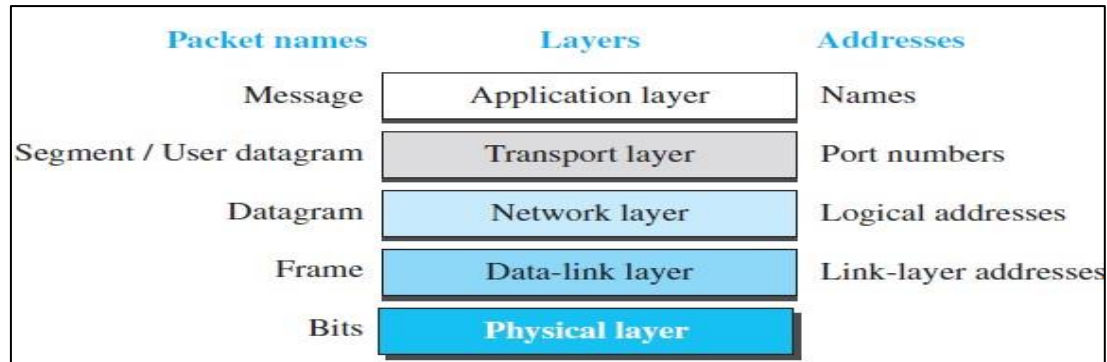 Packet names Layers Addresses
Message Application layer Names
Segment / User datagram Transport layer Port numbers
Datagram Network layer Logical addresses
Frame Data-link layer Link-layer addresses
Bits Physical layer